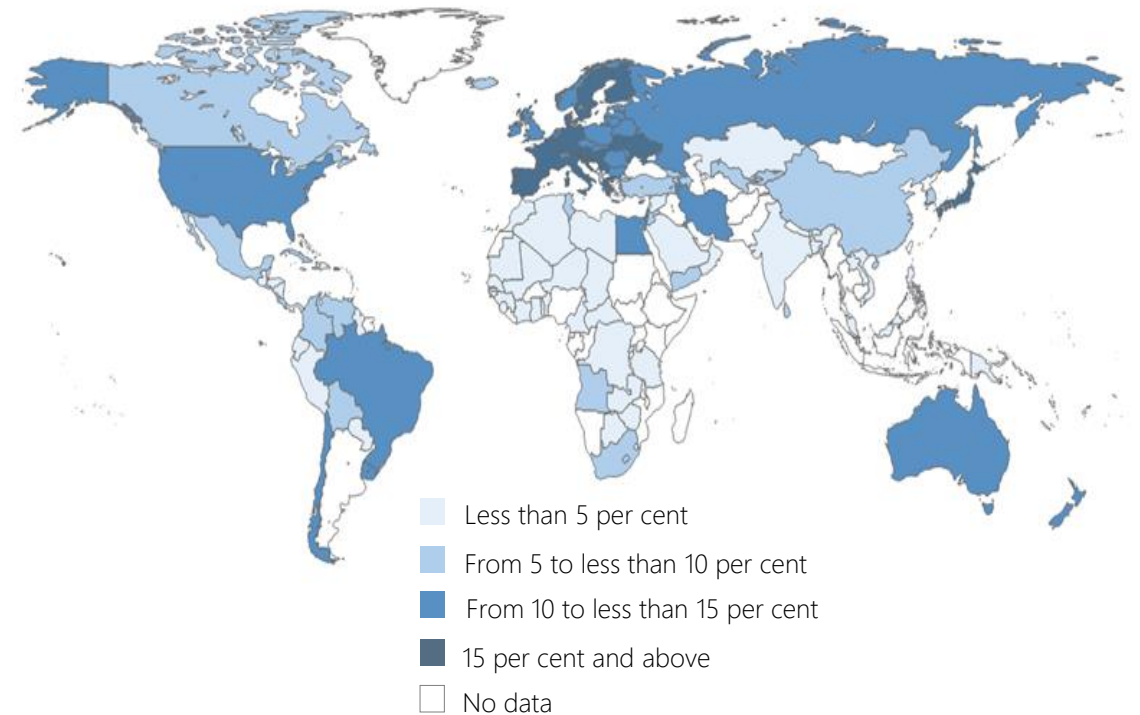 Less than 5 per cent
From 5 to less than 10 per cent
From 10 to less than 15 per cent
15 per cent and above
No data